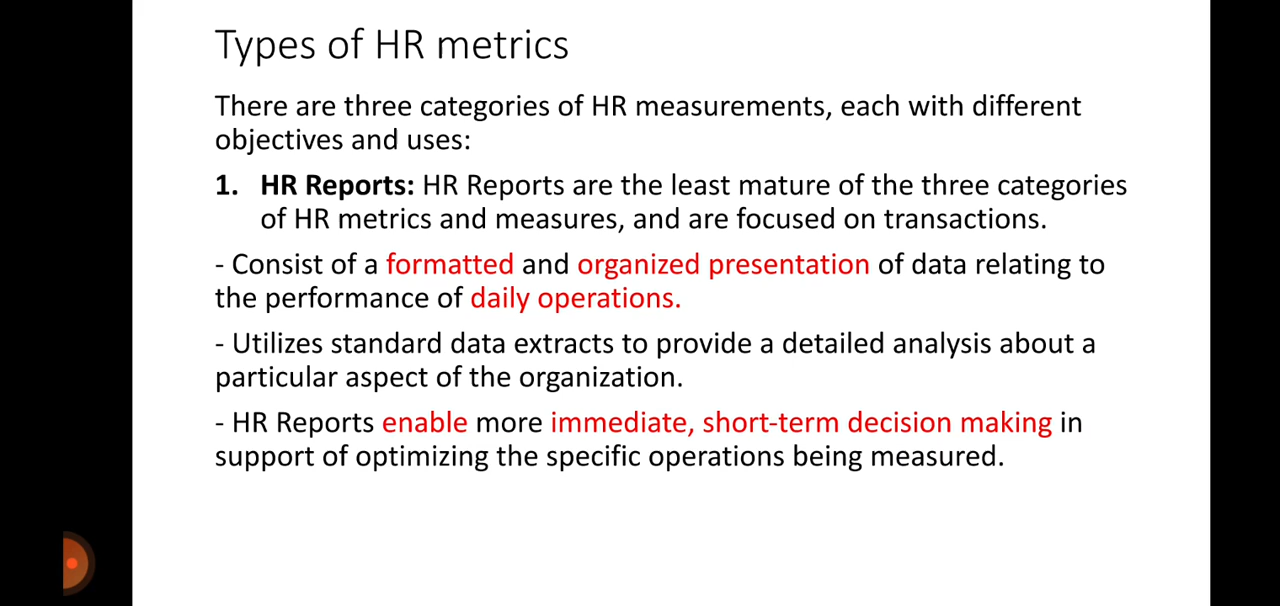 Types of HR metrics
There are three categories of HR measurements, each with different
objectives and uses:
1. HR Reports: HR Reports are the least mature of the three categories
of HR metrics and measures, and are focused on transactions.
- Consist of a formatted and organized presentation of data relating to
the performance of daily operations.
- Utilizes standard data extracts to provide a detailed analysis about a
particular aspect of the organization.
- HR Reports enable more immediate, short-term decision making in
support of optimizing the specific operations being measured.